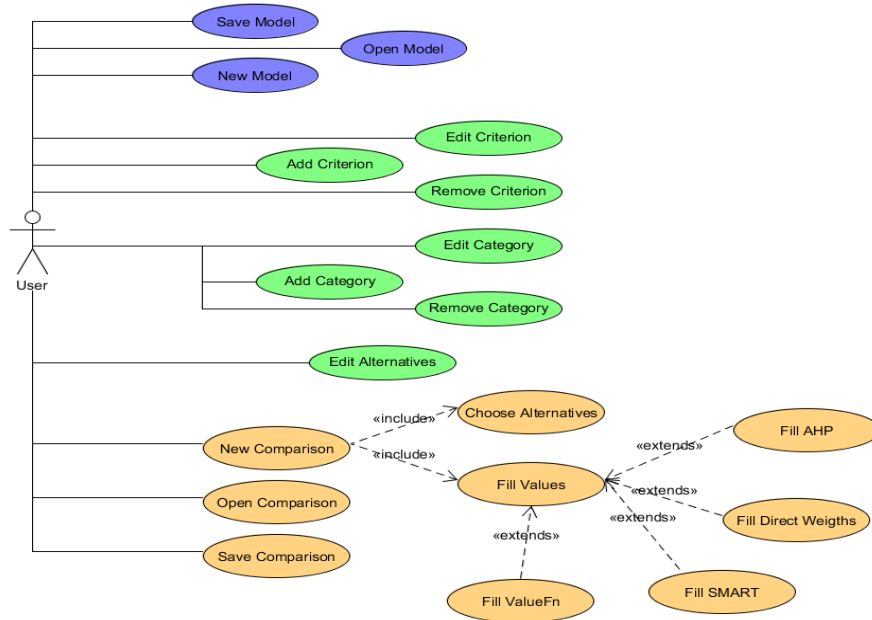 Save Model
Open Model
New Model
Edit Criterion
Add Criterion
Remove Criterion
Edit Category
User
Add Category
Remove Category
Edit Alternatives
Choose Alternatives
«include»
Fill AHP
«extends»
New Comparison
«include»
Fill Values
«extends»
Open Comparison
«extends»
Fill Direct Weigths
«extends»
Save Comparison
Fill SMART
Fill ValueFn